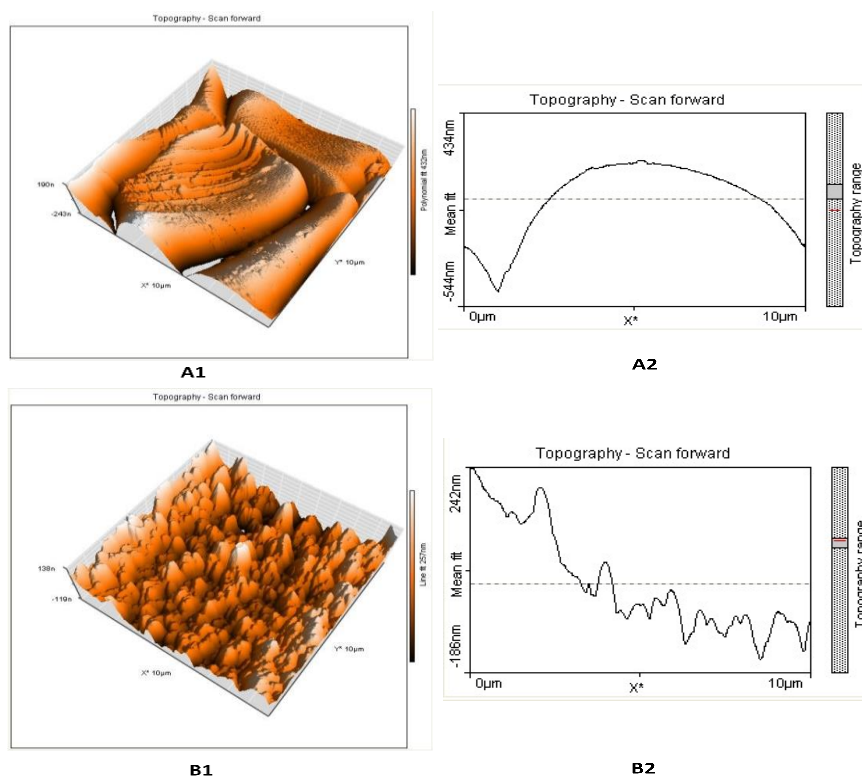 Topography - Scan forward
190n
-243n
X* 10µm
Y* 10µm
Polynomial fit 432nm
A1
Topography - Scan forward
434nm
Mean fit
-544nm
0µm
X*
10µm
Topography range
A2
Topography - Scan forward
138n
-119n
X* 10µm
Y* 10µm
Line fit 257nm
B1
Topography - Scan forward
242nm
Mean fit
-186nm
0µm
X*
10µm
Topography range
B2